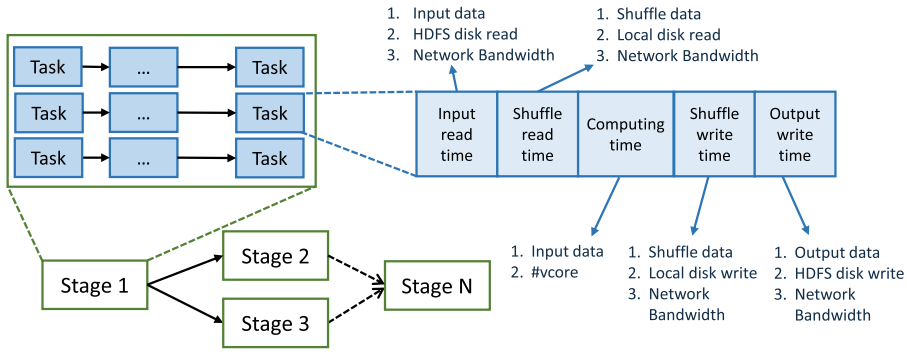 1. Input data
2. HDFS disk read
3. Network Bandwidth
1. Shuffle data
2. Local disk read
3. Network Bandwidth
Task
...
Task
Task
...
Task
Task
...
Task
Input
read
time
Shuffle
read
time
Computing
time
Shuffle
write
time
Output
write
time
1. Input data
2. #vcore
1. Shuffle data
2. Local disk write
3. Network
Bandwidth
1. Output data
2. HDFS disk write
3. Network
Bandwidth
Stage 1
Stage 2
Stage 3
Stage N